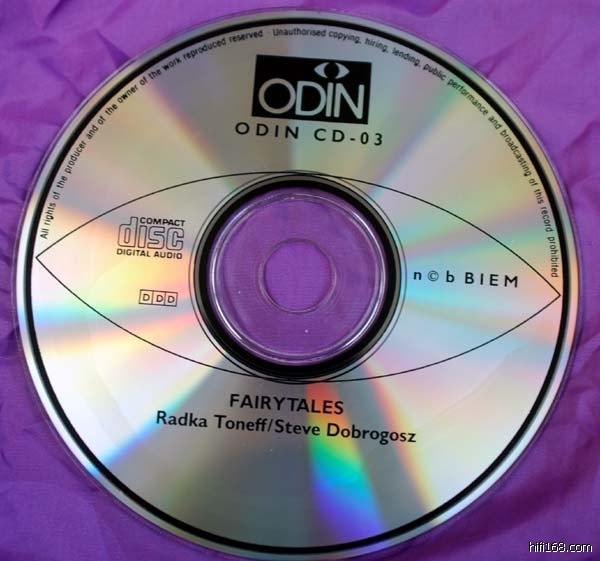 All rights of the producer and of the owner of the work reproduced reserved · Unauthorised copying, hiring, lending, public performance and broadcasting of this record prohibited
ODIN
ODIN CD-03
COMPACT
disc
DIGITAL AUDIO
DDD
n©b BIEM
FAIRYTALES
Radka Toneff/Steve Dobrogosz
hifi168.com